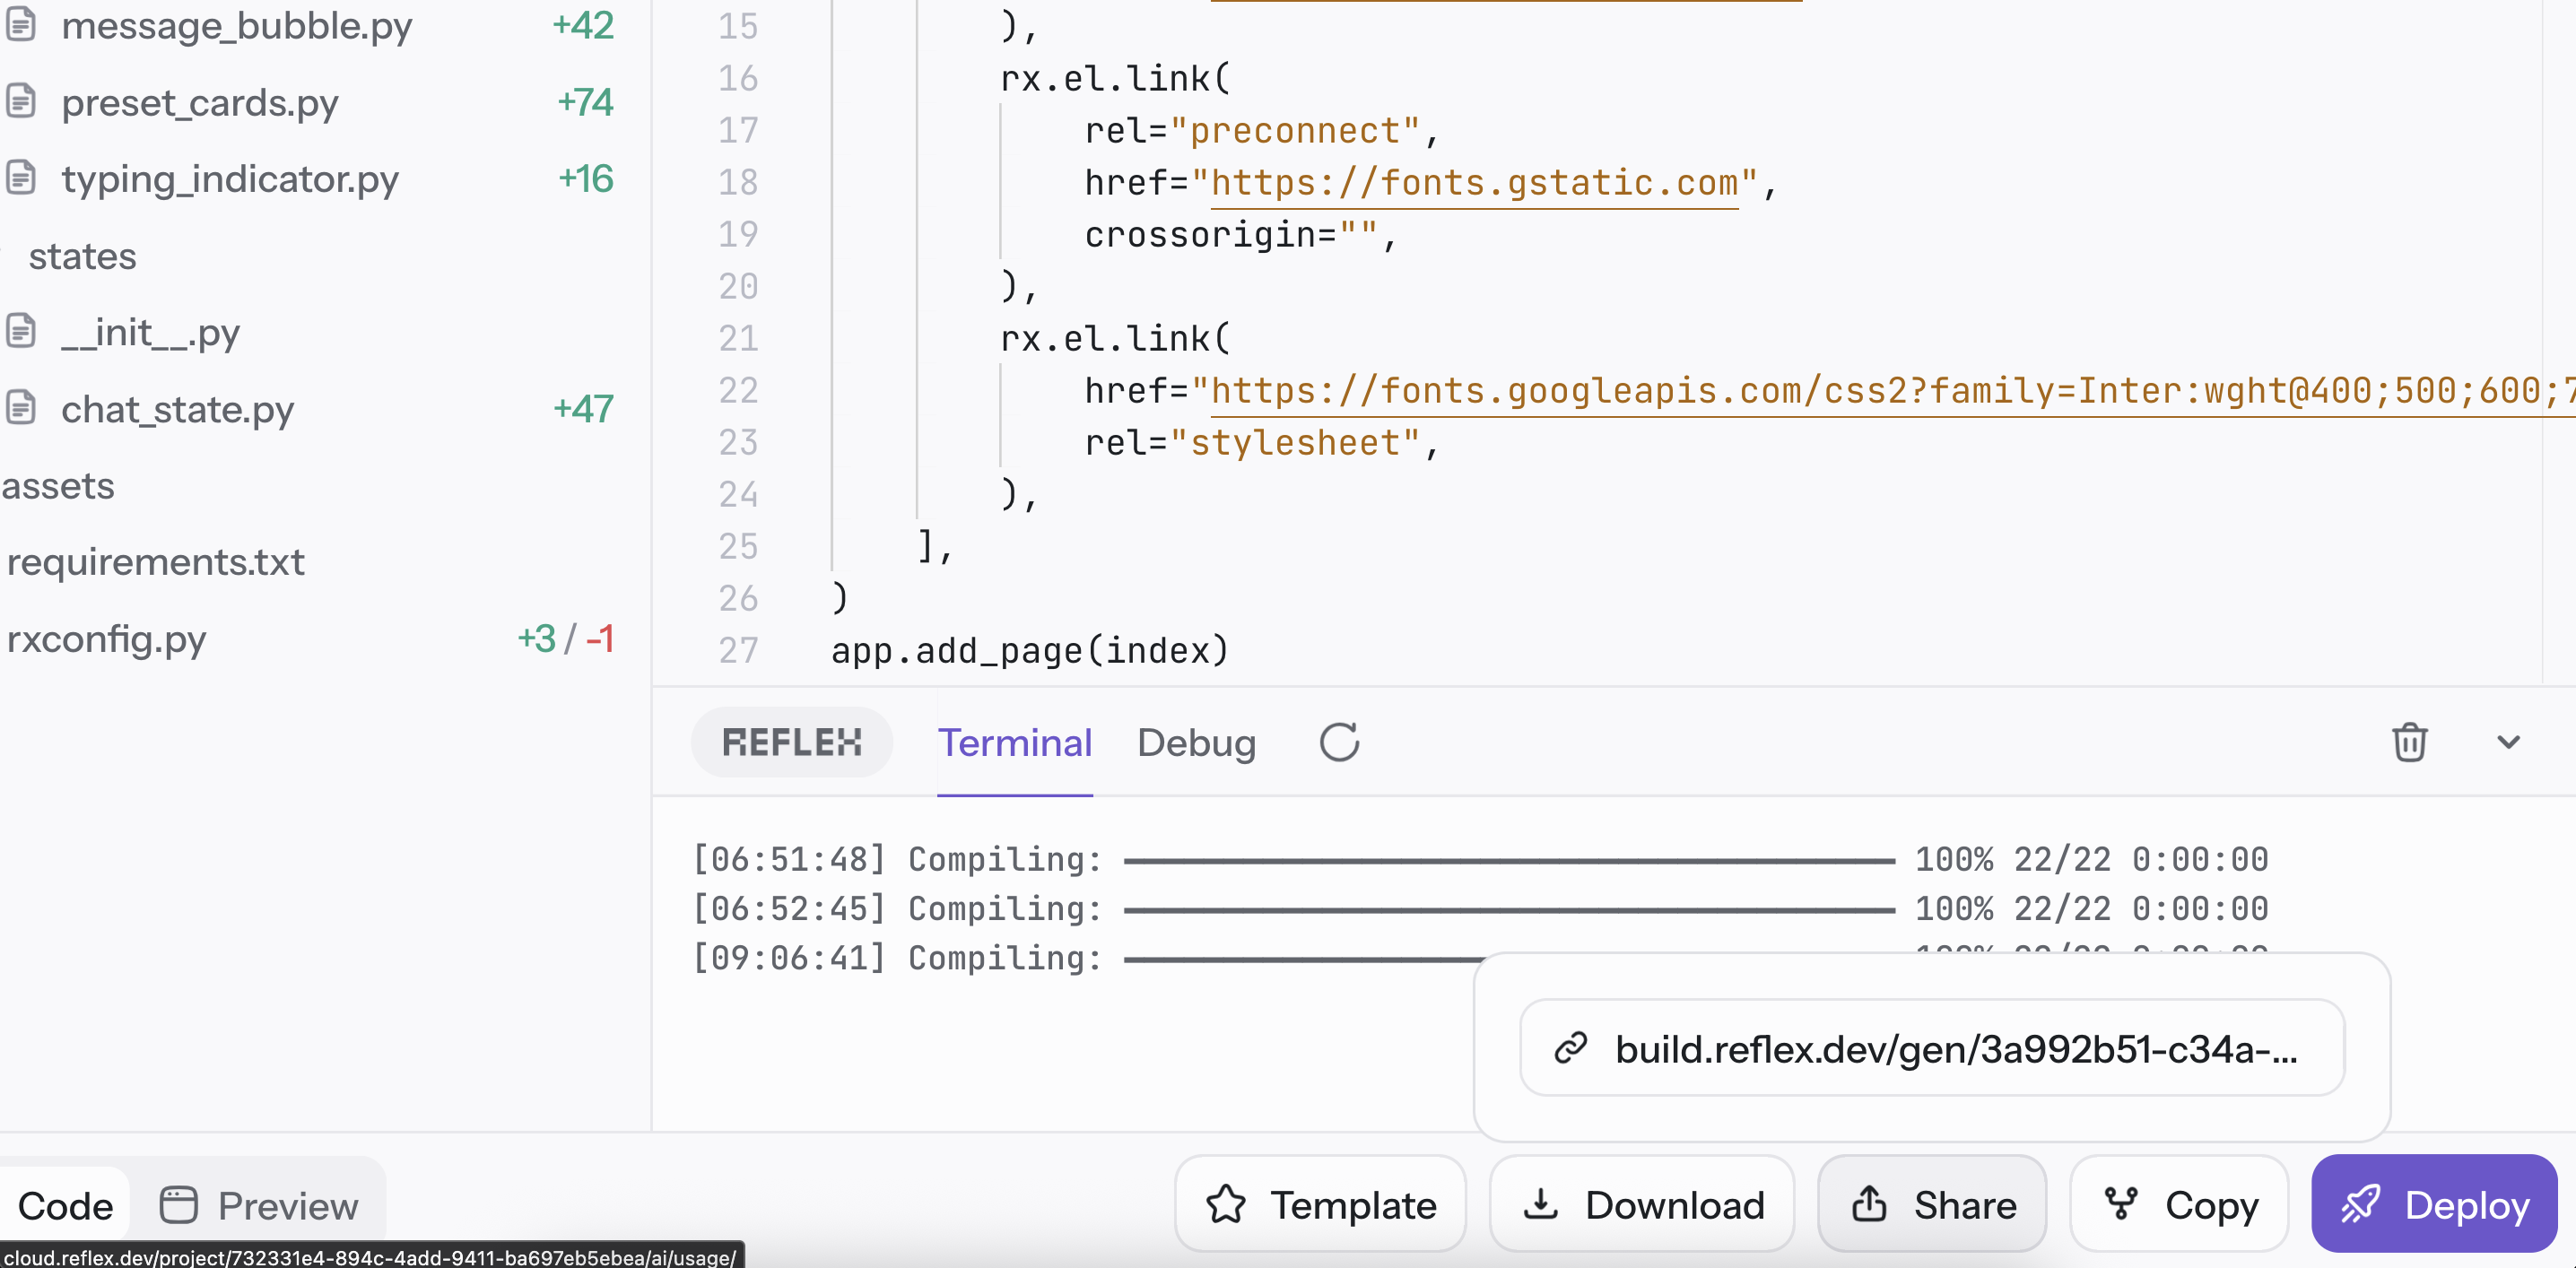 message_bubble.py +42
preset_cards.py +74
typing_indicator.py +16
states
__init__.py
chat_state.py +47
assets
requirements.txt
rxconfig.py +3 / -1
15 ),
16 rx.el.link(
17 rel="preconnect",
18 href="https://fonts.gstatic.com",
19 crossorigin="",
20 ),
21 rx.el.link(
22 href="https://fonts.googleapis.com/css2?family=Inter:wght@400;500;600;7
23 rel="stylesheet",
24 ),
25 ],
26 )
27 app.add_page(index)
REFLEX Terminal Debug
[06:51:48] Compiling: 100% 22/22 0:00:00
[06:52:45] Compiling: 100% 22/22 0:00:00
[09:06:41] Compiling:
build.reflex.dev/gen/3a992b51-c34a-...
Code Preview Template Download Share Copy Deploy
cloud.reflex.dev/project/732331e4-894c-4add-9411-ba697eb5ebea/ai/usage/